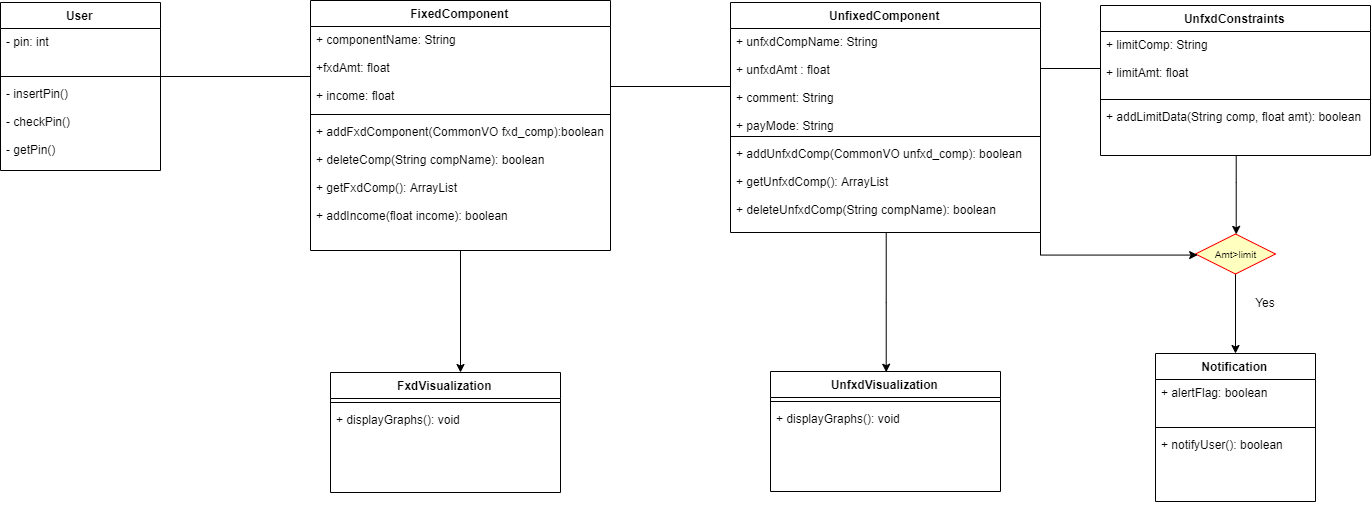 User
- pin: int
- insertPin()
- checkPin()
- getPin()
FixedComponent
+ componentName: String
+fxdAmt: float
+ income: float
+ addFxdComponent(CommonVO fxd_comp):boolean
+ deleteComp(String compName): boolean
+ getFxdComp(): ArrayList
+ addIncome(float income): boolean
UnfixedComponent
+ unfxdCompName: String
+ unfxdAmt : float
+ comment: String
+ payMode: String
+ addUnfxdComp(CommonVO unfxd_comp): boolean
+ getUnfxdComp(): ArrayList
+ deleteUnfxdComp(String compName): boolean
UnfxdConstraints
+ limitComp: String
+ limitAmt: float
+ addLimitData(String comp, float amt): boolean
Amt>limit
Yes
FxdVisualization
+ displayGraphs(): void
UnfxdVisualization
+ displayGraphs(): void
Notification
+ alertFlag: boolean
+ notifyUser(): boolean